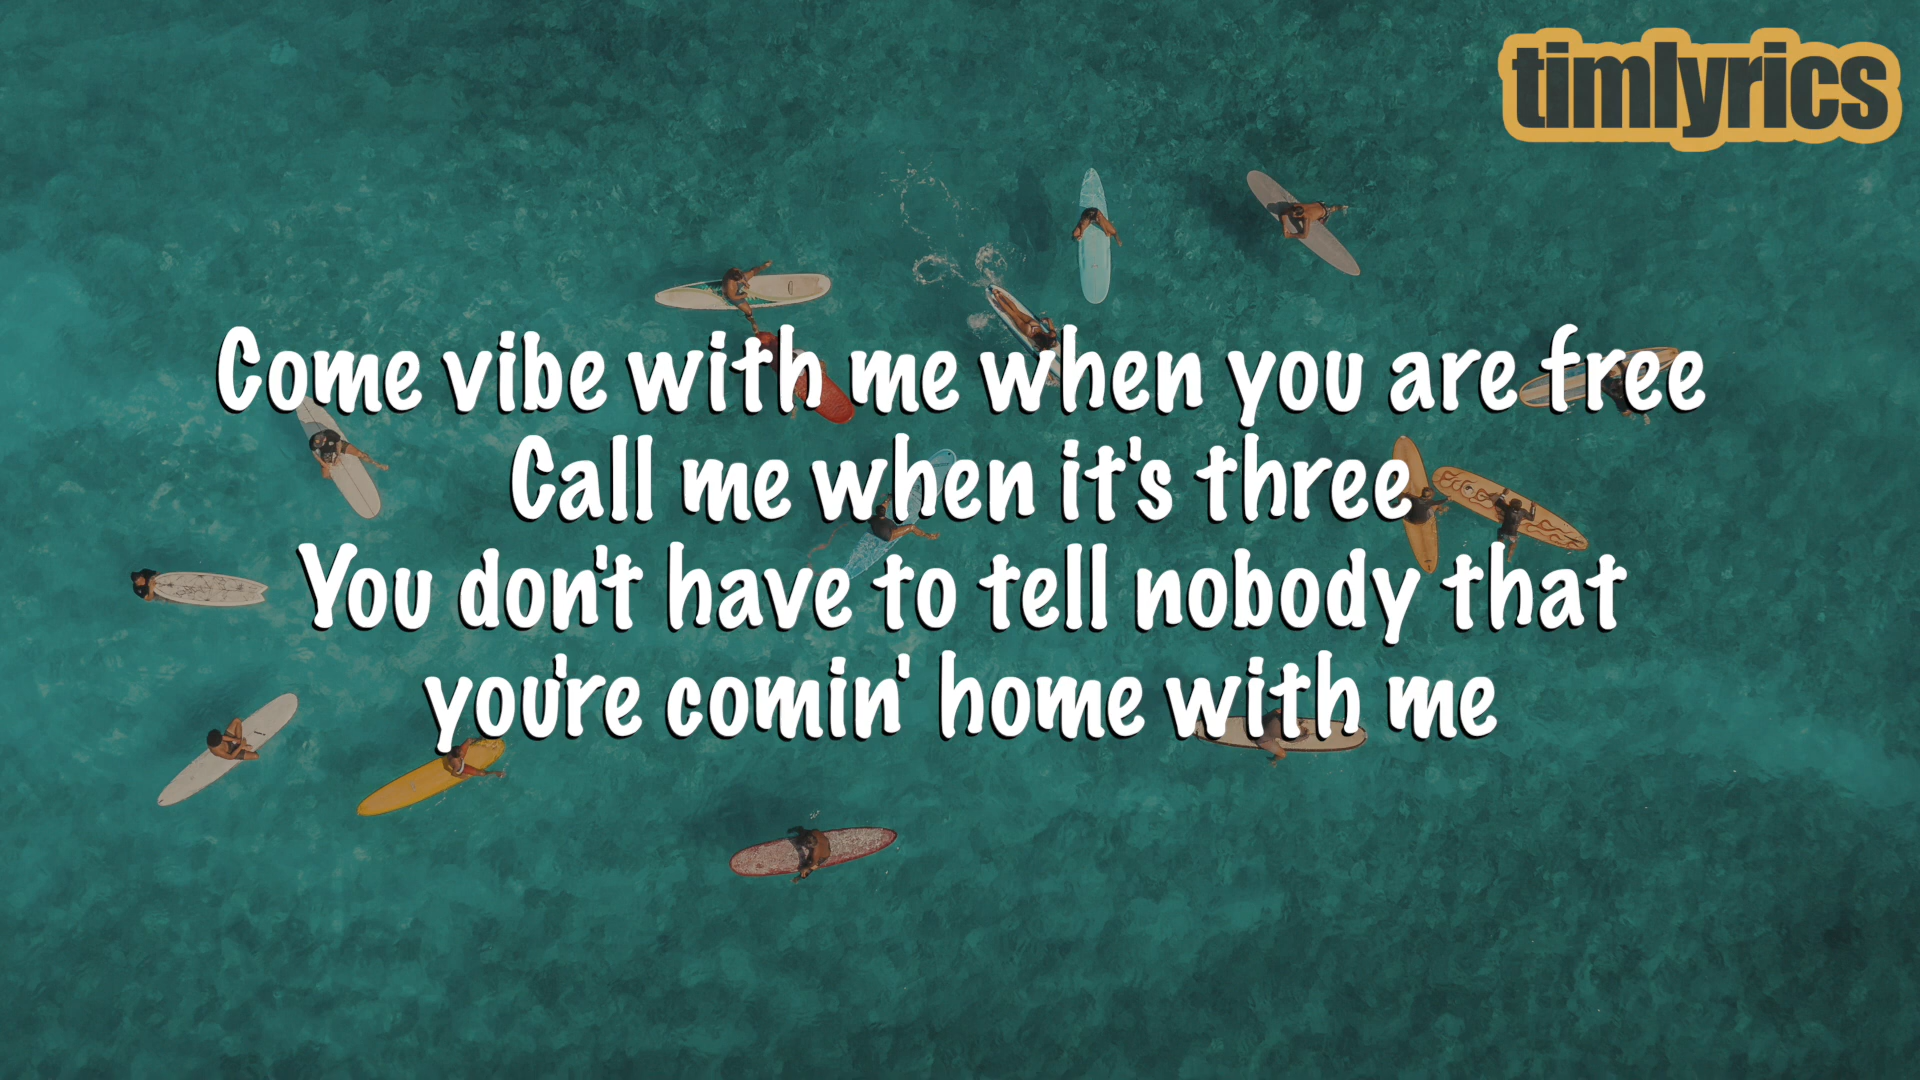 timlyrics
Come vibe with me when you are free
Call me when it's three
You don't have to tell nobody that
you're comin' home with me